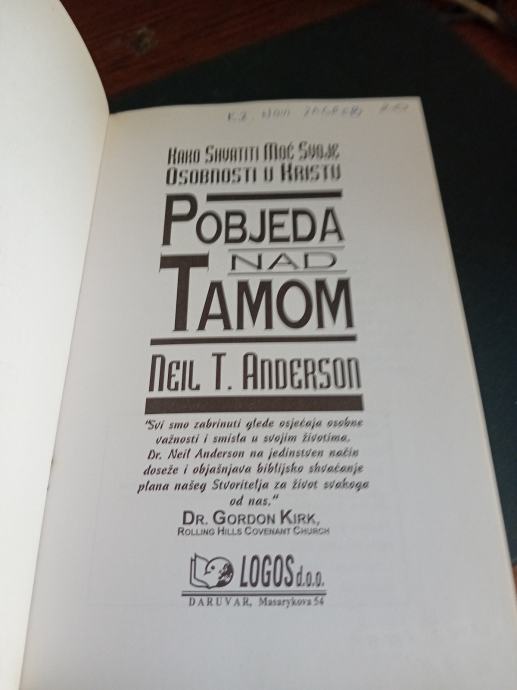 K.Z. NOVI ZAGREB
KAKO SHVATITI MOĆ SVOJE
OSOBNOSTI U KRISTU
POBJEDA
NAD
TAMOM
NEIL T. ANDERSON
"Svi smo zabrinuti glede osjećaja osobne
važnosti i smisla u svojim životima.
Dr. Neil Anderson na jedinstven način
doseže i objašnjava biblijsko shvaćanje
plana našeg Stvoritelja za život svakoga
od nas."
DR. GORDON KIRK,
ROLLING HILLS COVENANT CHURCH
LOGOS d.o.o.
DARUVAR, Masarykova 54